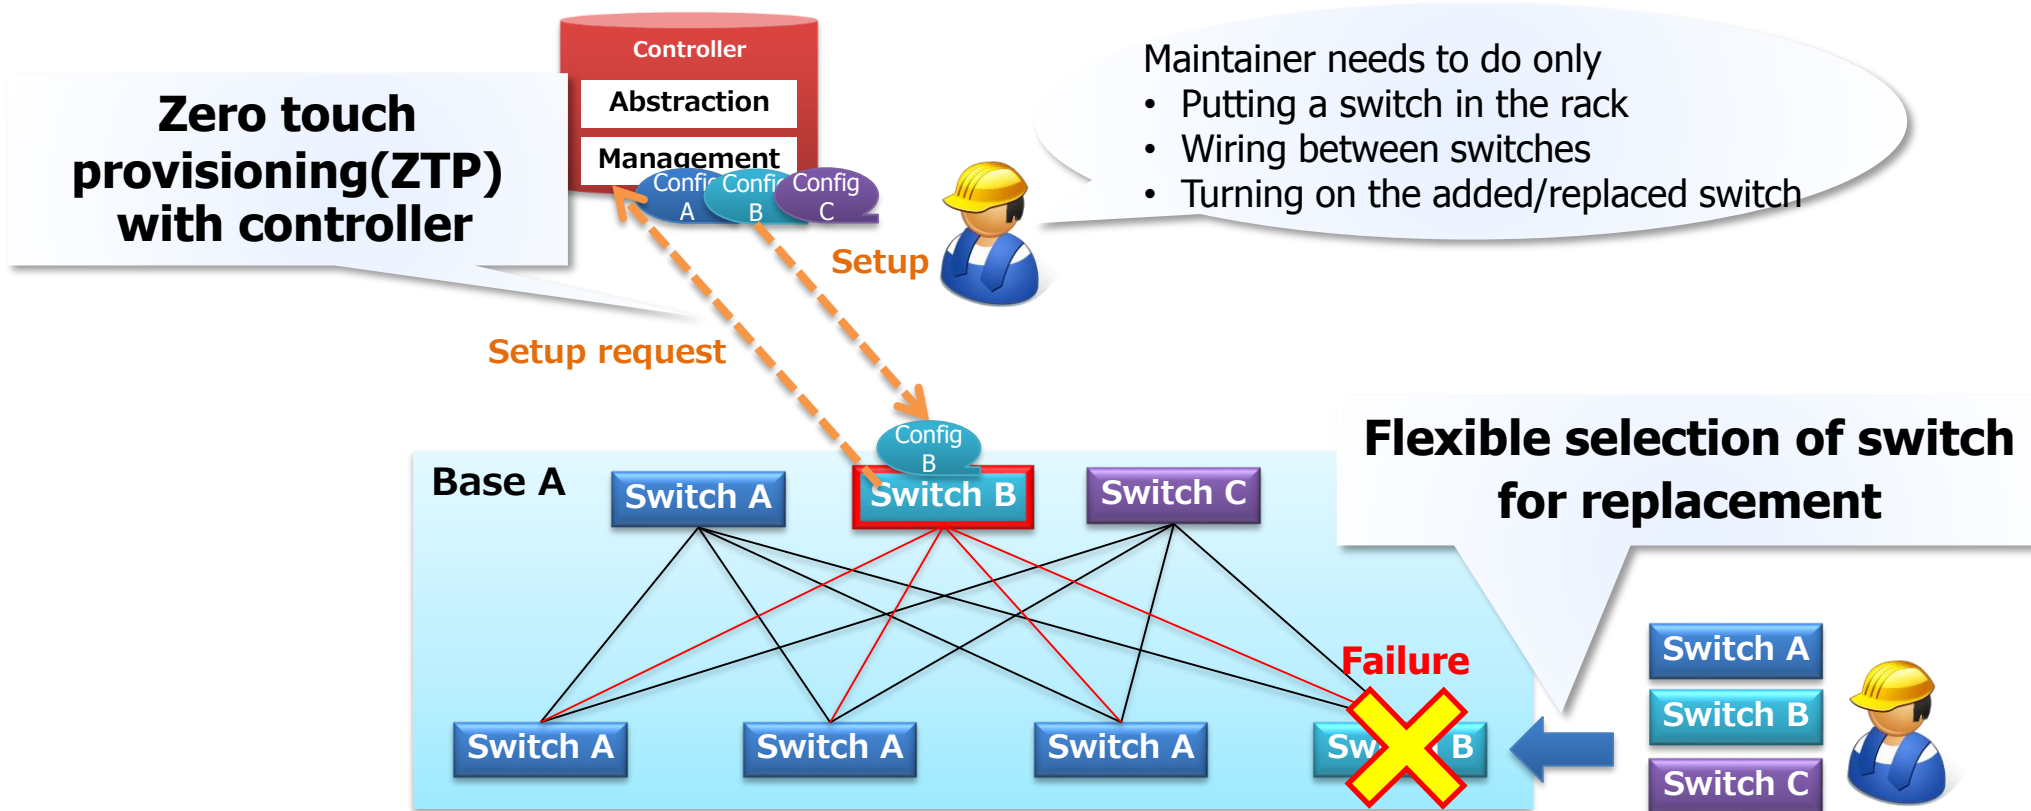 Controller
Abstraction
Management
Config
A
Config
B
Config
C
Zero touch
provisioning(ZTP)
with controller
Maintainer needs to do only
• Putting a switch in the rack
• Wiring between switches
• Turning on the added/replaced switch
Setup
Setup request
Config
B
Base A
Switch A
Switch B
Switch C
Flexible selection of switch
for replacement
Failure
Switch A
Switch A
Switch A
Switch B
Switch A
Switch B
Switch C